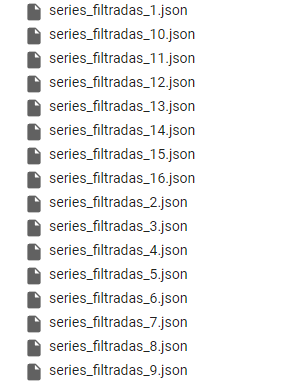 series_filtradas_1.json
series_filtradas_10.json
series_filtradas_11.json
series_filtradas_12.json
series_filtradas_13.json
series_filtradas_14.json
series_filtradas_15.json
series_filtradas_16.json
series_filtradas_2.json
series_filtradas_3.json
series_filtradas_4.json
series_filtradas_5.json
series_filtradas_6.json
series_filtradas_7.json
series_filtradas_8.json
series_filtradas_9.json